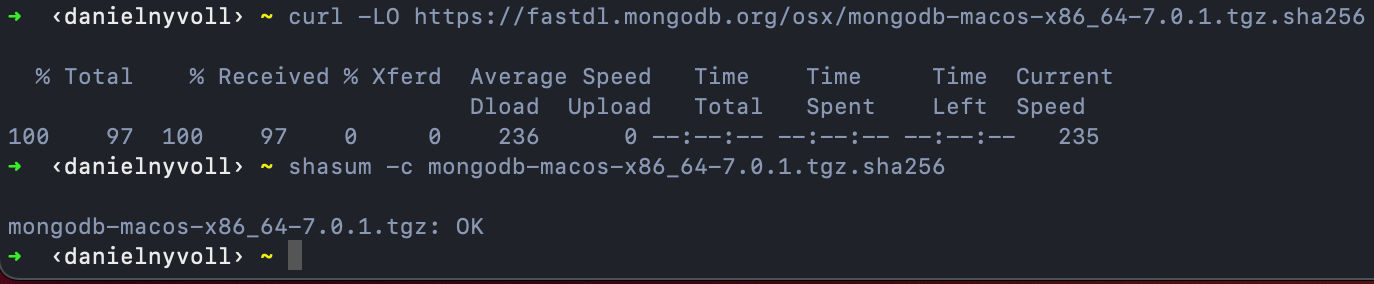 ➜ ‹danielnyvoll› ~ curl -LO https://fastdl.mongodb.org/osx/mongodb-macos-x86_64-7.0.1.tgz.sha256
% Total % Received % Xferd Average Speed Time Time Time Current
Dload Upload Total Spent Left Speed
100 97 100 97 0 0 236 0 --:--:-- --:--:-- --:--:-- 235
➜ ‹danielnyvoll› ~ shasum -c mongodb-macos-x86_64-7.0.1.tgz.sha256
mongodb-macos-x86_64-7.0.1.tgz: OK
➜ ‹danielnyvoll› ~